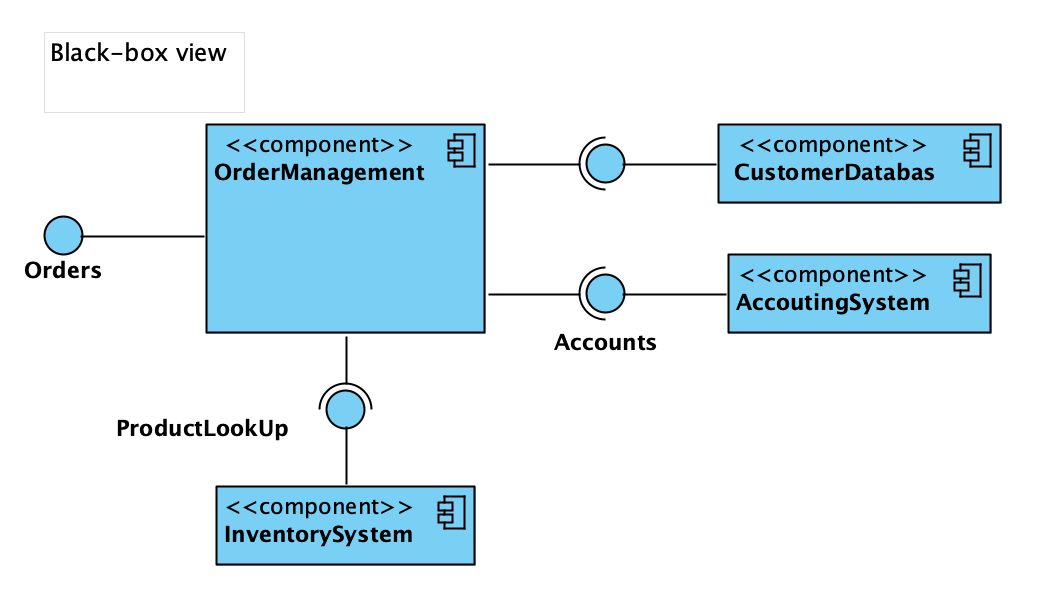 Black-box view
<<component>>
OrderManagement
<<component>>
CustomerDatabas
Orders
<<component>>
AccoutingSystem
Accounts
ProductLookUp
<<component>>
InventorySystem